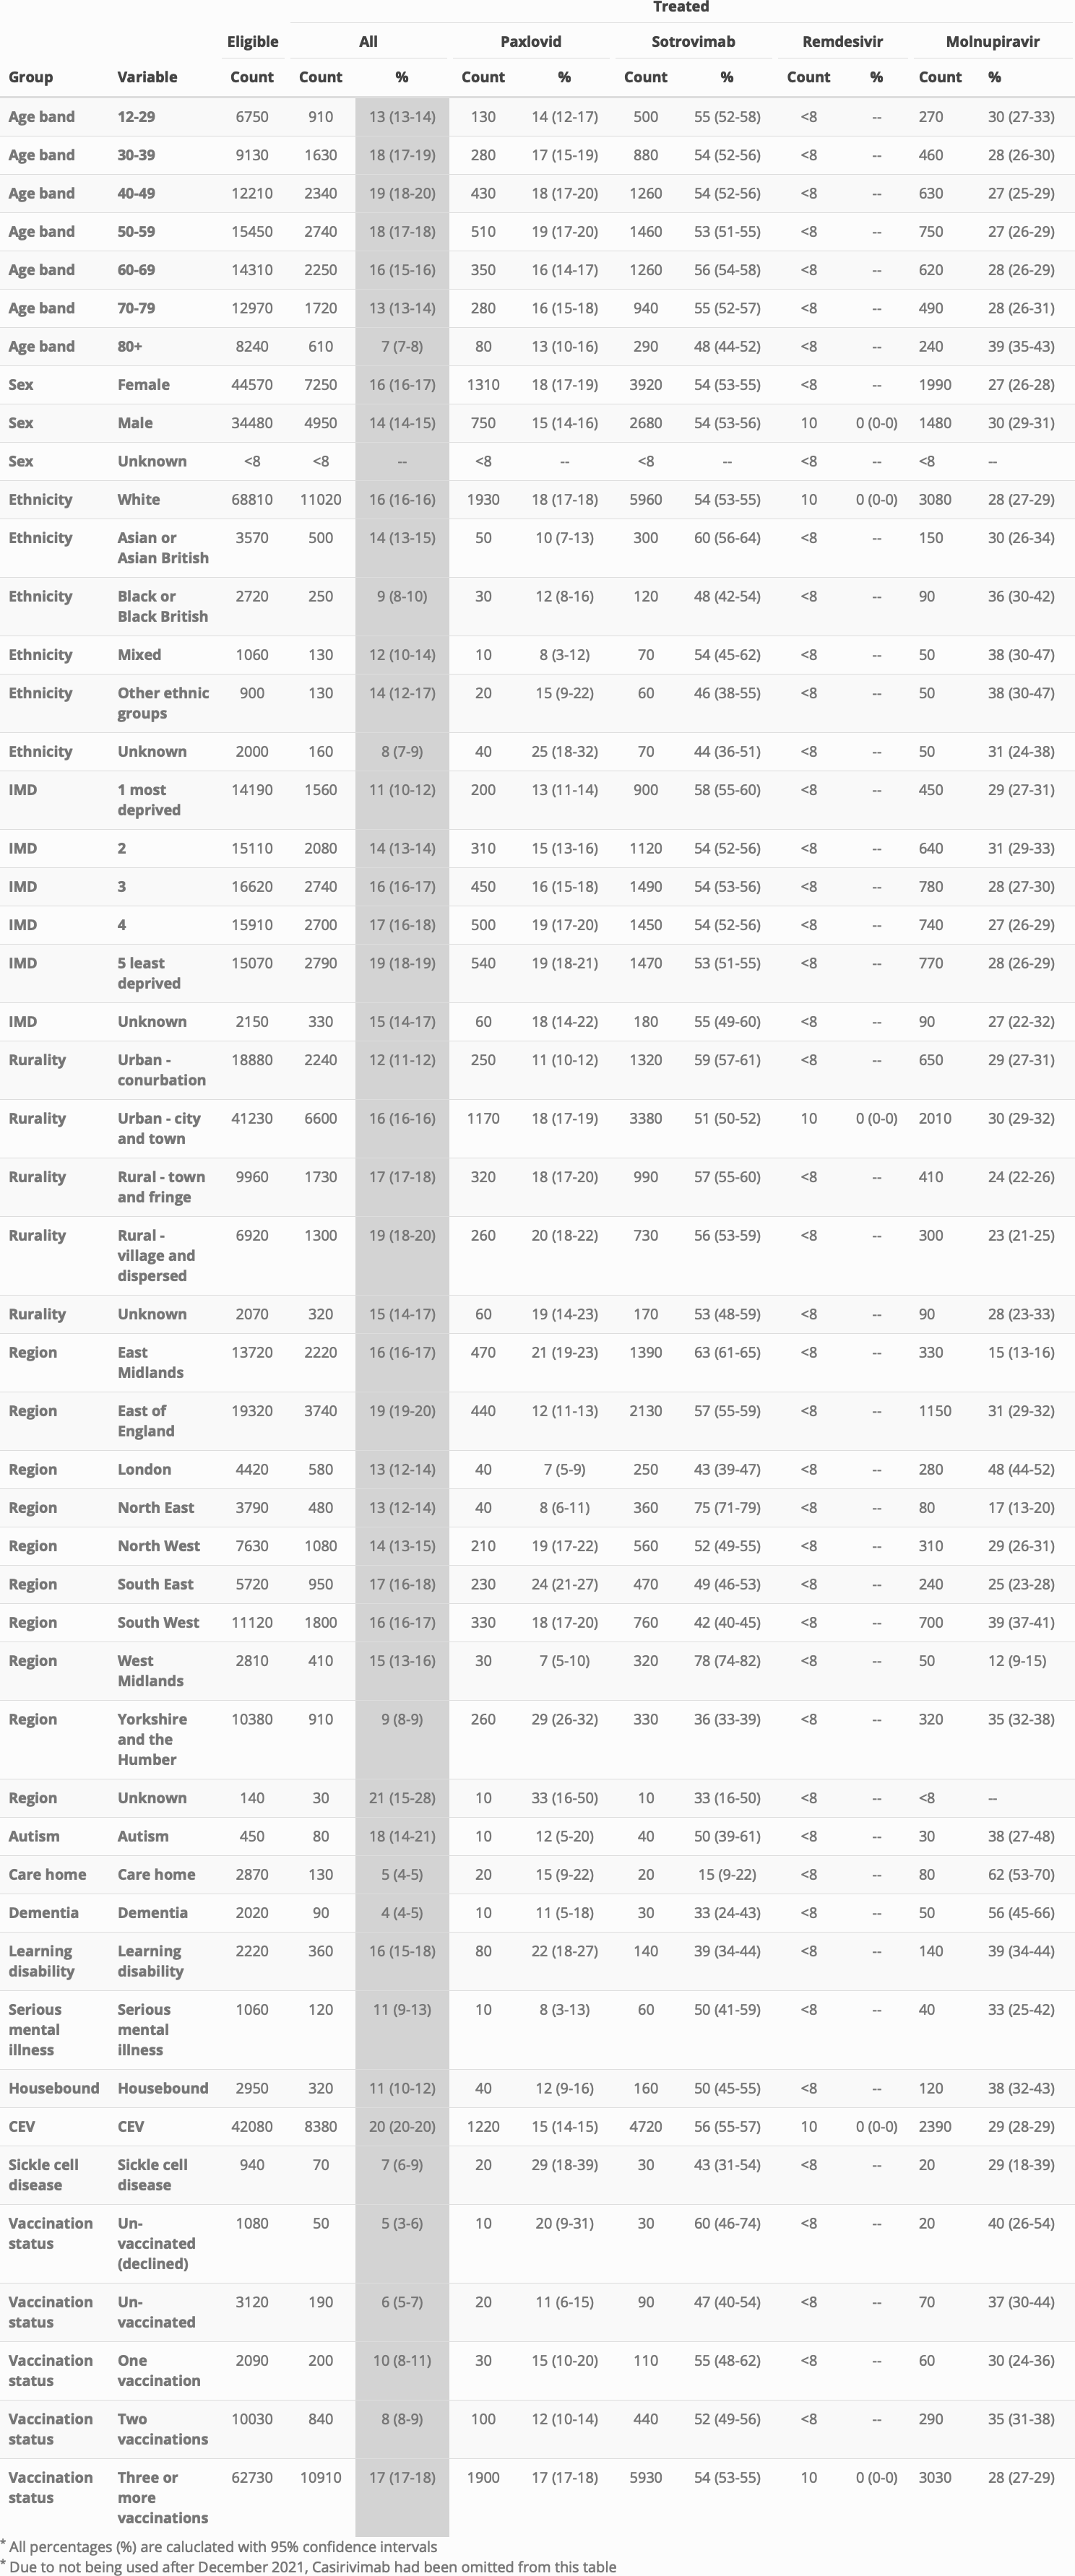 Treated
Eligible All Paxlovid Sotrovimab Remdesivir Molnupiravir
Group Variable Count Count % Count % Count % Count % Count %
Age band 12-29 6750 910 13 (13-14) 130 14 (12-17) 500 55 (52-58) <8 -- 270 30 (27-33)
Age band 30-39 9130 1630 18 (17-19) 280 17 (15-19) 880 54 (52-56) <8 -- 460 28 (26-30)
Age band 40-49 12210 2340 19 (18-20) 430 18 (17-20) 1260 54 (52-56) <8 -- 630 27 (25-29)
Age band 50-59 15450 2740 18 (17-18) 510 19 (17-20) 1460 53 (51-55) <8 -- 750 27 (26-29)
Age band 60-69 14310 2250 16 (15-16) 350 16 (14-17) 1260 56 (54-58) <8 -- 620 28 (26-29)
Age band 70-79 12970 1720 13 (13-14) 280 16 (15-18) 940 55 (52-57) <8 -- 490 28 (26-31)
Age band 80+ 8240 610 7 (7-8) 80 13 (10-16) 290 48 (44-52) <8 -- 240 39 (35-43)
Sex Female 44570 7250 16 (16-17) 1310 18 (17-19) 3920 54 (53-55) <8 -- 1990 27 (26-28)
Sex Male 34480 4950 14 (14-15) 750 15 (14-16) 2680 54 (53-56) 10 0 (0-0) 1480 30 (29-31)
Sex Unknown <8 <8 -- <8 -- <8 -- <8 -- <8 --
Ethnicity White 68810 11020 16 (16-16) 1930 18 (17-18) 5960 54 (53-55) 10 0 (0-0) 3080 28 (27-29)
Ethnicity Asian or 3570 500 14 (13-15) 50 10 (7-13) 300 60 (56-64) <8 -- 150 30 (26-34)
Asian British
Ethnicity Black or 2720 250 9 (8-10) 30 12 (8-16) 120 48 (42-54) <8 -- 90 36 (30-42)
Black British
Ethnicity Mixed 1060 130 12 (10-14) 10 8 (3-12) 70 54 (45-62) <8 -- 50 38 (30-47)
Ethnicity Other ethnic 900 130 14 (12-17) 20 15 (9-22) 60 46 (38-55) <8 -- 50 38 (30-47)
groups
Ethnicity Unknown 2000 160 8 (7-9) 40 25 (18-32) 70 44 (36-51) <8 -- 50 31 (24-38)
IMD 1 most 14190 1560 11 (10-12) 200 13 (11-14) 900 58 (55-60) <8 -- 450 29 (27-31)
deprived
IMD 2 15110 2080 14 (13-14) 310 15 (13-16) 1120 54 (52-56) <8 -- 640 31 (29-33)
IMD 3 16620 2740 16 (16-17) 450 16 (15-18) 1490 54 (53-56) <8 -- 780 28 (27-30)
IMD 4 15910 2700 17 (16-18) 500 19 (17-20) 1450 54 (52-56) <8 -- 740 27 (26-29)
IMD 5 least 15070 2790 19 (18-19) 540 19 (18-21) 1470 53 (51-55) <8 -- 770 28 (26-29)
deprived
IMD Unknown 2150 330 15 (14-17) 60 18 (14-22) 180 55 (49-60) <8 -- 90 27 (22-32)
Rurality Urban - 18880 2240 12 (11-12) 250 11 (10-12) 1320 59 (57-61) <8 -- 650 29 (27-31)
conurbation
Rurality Urban - city 41230 6600 16 (16-16) 1170 18 (17-19) 3380 51 (50-52) 10 0 (0-0) 2010 30 (29-32)
and town
Rurality Rural - town 9960 1730 17 (17-18) 320 18 (17-20) 990 57 (55-60) <8 -- 410 24 (22-26)
and fringe
Rurality Rural - 6920 1300 19 (18-20) 260 20 (18-22) 730 56 (53-59) <8 -- 300 23 (21-25)
village and
dispersed
Rurality Unknown 2070 320 15 (14-17) 60 19 (14-23) 170 53 (48-59) <8 -- 90 28 (23-33)
Region East 13720 2220 16 (16-17) 470 21 (19-23) 1390 63 (61-65) <8 -- 330 15 (13-16)
Midlands
Region East of 19320 3740 19 (19-20) 440 12 (11-13) 2130 57 (55-59) <8 -- 1150 31 (29-32)
England
Region London 4420 580 13 (12-14) 40 7 (5-9) 250 43 (39-47) <8 -- 280 48 (44-52)
Region North East 3790 480 13 (12-14) 40 8 (6-11) 360 75 (71-79) <8 -- 80 17 (13-20)
Region North West 7630 1080 14 (13-15) 210 19 (17-22) 560 52 (49-55) <8 -- 310 29 (26-31)
Region South East 5720 950 17 (16-18) 230 24 (21-27) 470 49 (46-53) <8 -- 240 25 (23-28)
Region South West 11120 1800 16 (16-17) 330 18 (17-20) 760 42 (40-45) <8 -- 700 39 (37-41)
Region West 2810 410 15 (13-16) 30 7 (5-10) 320 78 (74-82) <8 -- 50 12 (9-15)
Midlands
Region Yorkshire 10380 910 9 (8-9) 260 29 (26-32) 330 36 (33-39) <8 -- 320 35 (32-38)
and the
Humber
Region Unknown 140 30 21 (15-28) 10 33 (16-50) 10 33 (16-50) <8 -- <8 --
Autism Autism 450 80 18 (14-21) 10 12 (5-20) 40 50 (39-61) <8 -- 30 38 (27-48)
Care home Care home 2870 130 5 (4-5) 20 15 (9-22) 20 15 (9-22) <8 -- 80 62 (53-70)
Dementia Dementia 2020 90 4 (4-5) 10 11 (5-18) 30 33 (24-43) <8 -- 50 56 (45-66)
Learning Learning 2220 360 16 (15-18) 80 22 (18-27) 140 39 (34-44) <8 -- 140 39 (34-44)
disability disability
Serious Serious 1060 120 11 (9-13) 10 8 (3-13) 60 50 (41-59) <8 -- 40 33 (25-42)
mental mental
illness illness
Housebound Housebound 2950 320 11 (10-12) 40 12 (9-16) 160 50 (45-55) <8 -- 120 38 (32-43)
CEV CEV 42080 8380 20 (20-20) 1220 15 (14-15) 4720 56 (55-57) 10 0 (0-0) 2390 29 (28-29)
Sickle cell Sickle cell 940 70 7 (6-9) 20 29 (18-39) 30 43 (31-54) <8 -- 20 29 (18-39)
disease disease
Vaccination Un- 1080 50 5 (3-6) 10 20 (9-31) 30 60 (46-74) <8 -- 20 40 (26-54)
status vaccinated
(declined)
Vaccination Un- 3120 190 6 (5-7) 20 11 (6-15) 90 47 (40-54) <8 -- 70 37 (30-44)
status vaccinated
Vaccination One 2090 200 10 (8-11) 30 15 (10-20) 110 55 (48-62) <8 -- 60 30 (24-36)
status vaccination
Vaccination Two 10030 840 8 (8-9) 100 12 (10-14) 440 52 (49-56) <8 -- 290 35 (31-38)
status vaccinations
Vaccination Three or 62730 10910 17 (17-18) 1900 17 (17-18) 5930 54 (53-55) 10 0 (0-0) 3030 28 (27-29)
status more
vaccinations
* All percentages (%) are caluclated with 95% confidence intervals
* Due to not being used after December 2021, Casirivimab had been omitted from this table